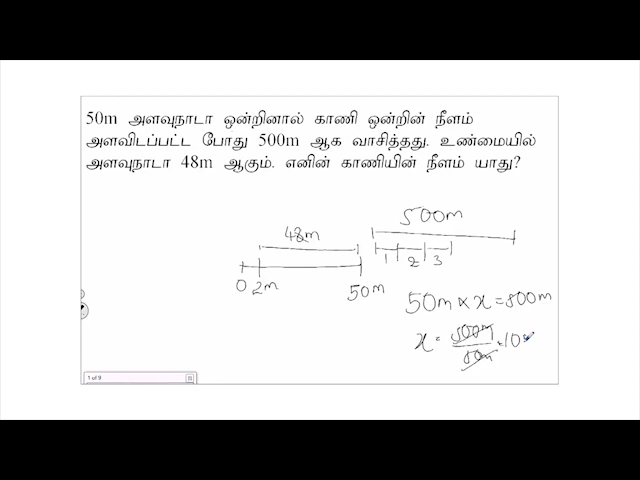 50m அளவுநாடா ஒன்றினால் காணி ஒன்றின் நீளம்
அளவிடப்பட்ட போது 500m ஆக வாசித்தது. உண்மையில்
அளவுநாடா 48m ஆகும். எனின் காணியின் நீளம் யாது?
500m
48m
1 2 3
0 2m 50m
50m × x = 500m
x = 500m
50m
1 of 9